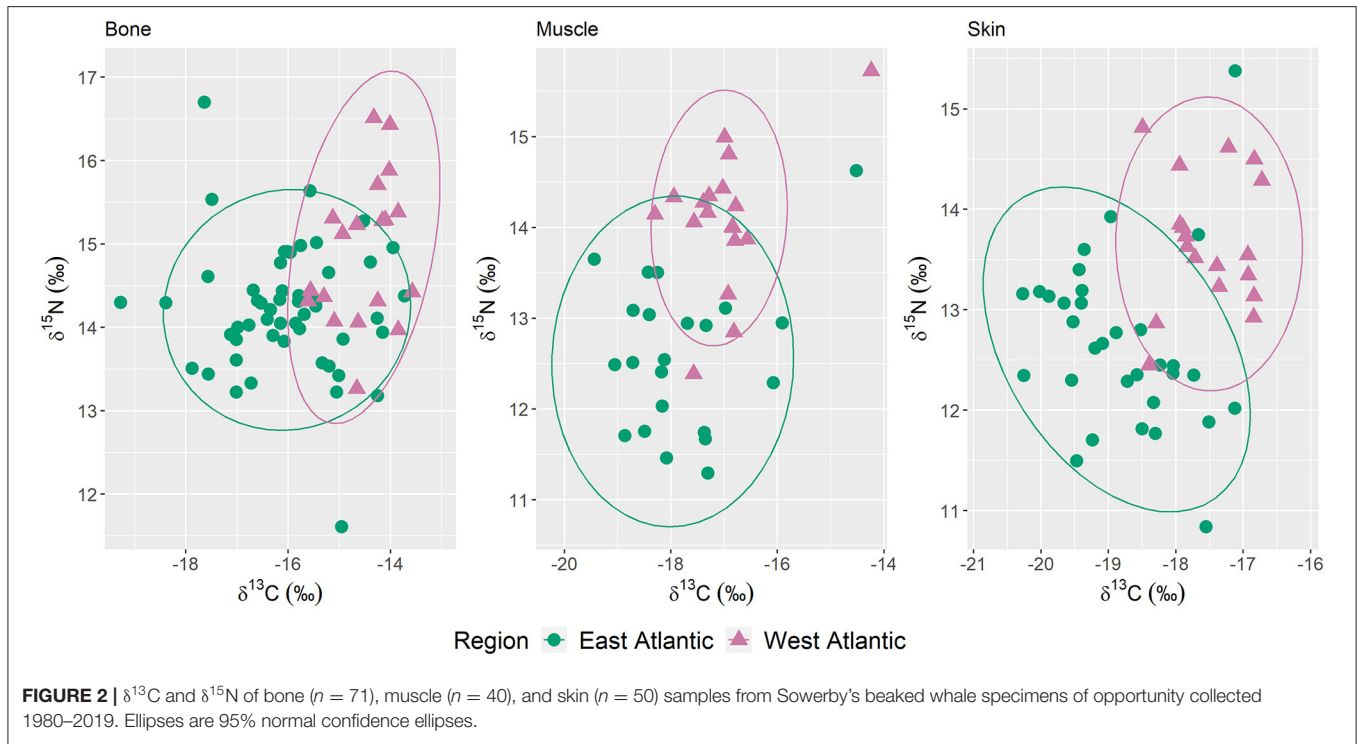 Bone
Muscle
Skin
17
16
15
14
13
12
-18
-16
-14
δ13C (‰)
δ15N (‰)
15
14
13
12
11
-20
-18
-16
-14
δ13C (‰)
δ15N (‰)
15
14
13
12
11
-21
-20
-19
-18
-17
-16
δ13C (‰)
δ15N (‰)
Region East Atlantic West Atlantic
FIGURE 2 | δ13C and δ15N of bone (n = 71), muscle (n = 40), and skin (n = 50) samples from Sowerby's beaked whale specimens of opportunity collected
1980–2019. Ellipses are 95% normal confidence ellipses.